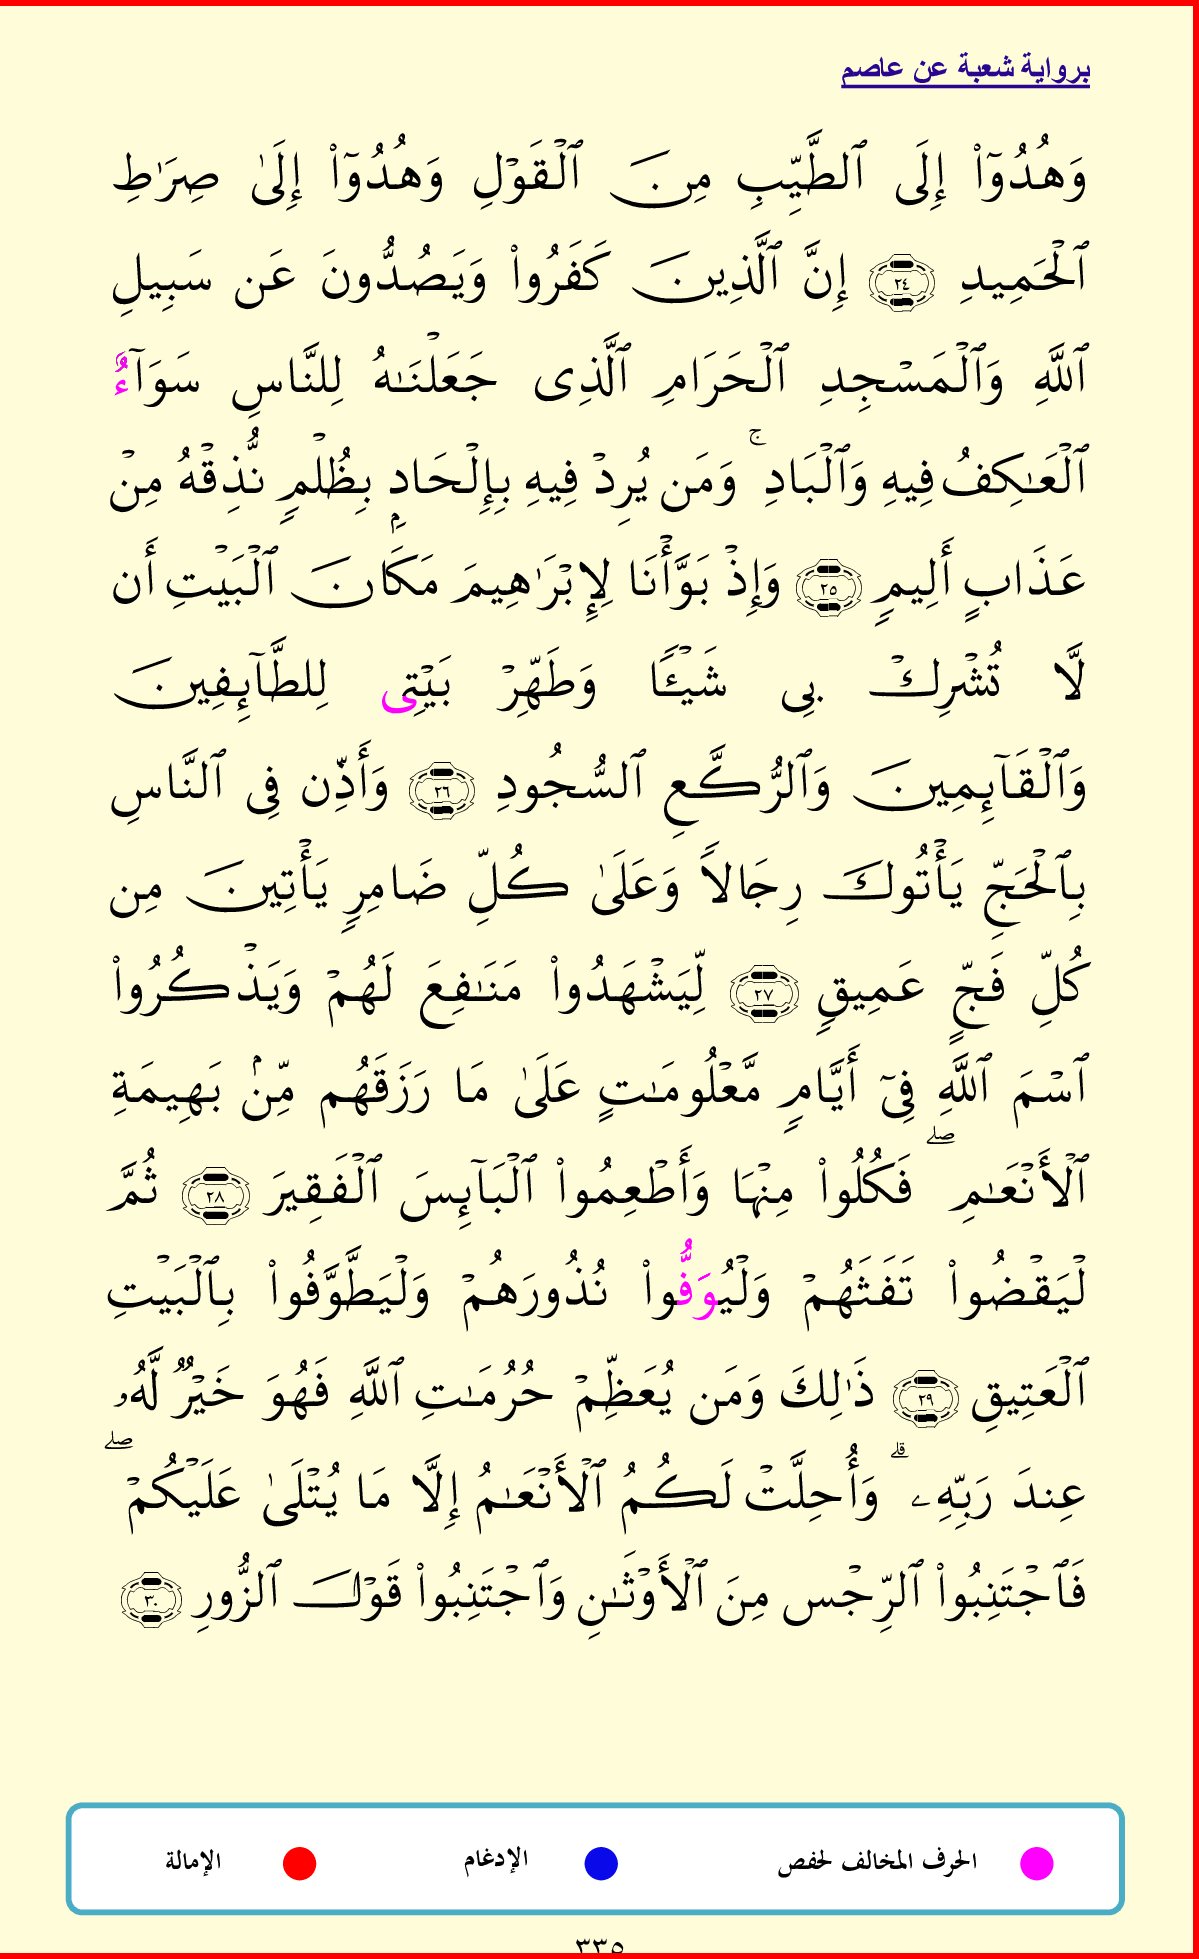 برواية شعبة عن عاصم
وَهُدُوٓا۟ إِلَى ٱلطَّيِّبِ مِنَ ٱلْقَوْلِ وَهُدُوٓا۟ إِلَىٰ صِرَٰطِ
ٱلْحَمِيدِ ٢٤ إِنَّ ٱلَّذِينَ كَفَرُوا۟ وَيَصُدُّونَ عَن سَبِيلِ
ٱللَّهِ وَٱلْمَسْجِدِ ٱلْحَرَامِ ٱلَّذِى جَعَلْنَـٰهُ لِلنَّاسِ سَوَآءٌ
ٱلْعَـٰكِفُ فِيهِ وَٱلْبَادِ ۚ وَمَن يُرِدْ فِيهِ بِإِلْحَادٍۭ بِظُلْمٍ نُّذِقْهُ مِنْ
عَذَابٍ أَلِيمٍ ٢٥ وَإِذْ بَوَّأْنَا لِإِبْرَٰهِيمَ مَكَانَ ٱلْبَيْتِ أَن
لَّا تُشْرِكْ بِى شَيْـًٔا وَطَهِّرْ بَيْتِى لِلطَّآئِفِينَ
وَٱلْقَآئِمِينَ وَٱلرُّكَّعِ ٱلسُّجُودِ ٢٦ وَأَذِّن فِى ٱلنَّاسِ
بِٱلْحَجِّ يَأْتُوكَ رِجَالًا وَعَلَىٰ كُلِّ ضَامِرٍ يَأْتِينَ مِن
كُلِّ فَجٍّ عَمِيقٍ ٢٧ لِّيَشْهَدُوا۟ مَنَـٰفِعَ لَهُمْ وَيَذْكُرُوا۟
ٱسْمَ ٱللَّهِ فِىٓ أَيَّامٍ مَّعْلُومَـٰتٍ عَلَىٰ مَا رَزَقَهُم مِّنۢ بَهِيمَةِ
ٱلْأَنْعَـٰمِ ۖ فَكُلُوا۟ مِنْهَا وَأَطْعِمُوا۟ ٱلْبَآئِسَ ٱلْفَقِيرَ ٢٨ ثُمَّ
لْيَقْضُوا۟ تَفَثَهُمْ وَلْيُوَفُّوا۟ نُذُورَهُمْ وَلْيَطَّوَّفُوا۟ بِٱلْبَيْتِ
ٱلْعَتِيقِ ٢٩ ذَٰلِكَ وَمَن يُعَظِّمْ حُرُمَـٰتِ ٱللَّهِ فَهُوَ خَيْرٌ لَّهُۥ
عِندَ رَبِّهِۦ ۗ وَأُحِلَّتْ لَكُمُ ٱلْأَنْعَـٰمُ إِلَّا مَا يُتْلَىٰ عَلَيْكُمْ ۖ
فَٱجْتَنِبُوا۟ ٱلرِّجْسَ مِنَ ٱلْأَوْثَـٰنِ وَٱجْتَنِبُوا۟ قَوْلَ ٱلزُّورِ ٣٠
الحرف المخالف لحفص الإدغام الإمالة
٣٣٥